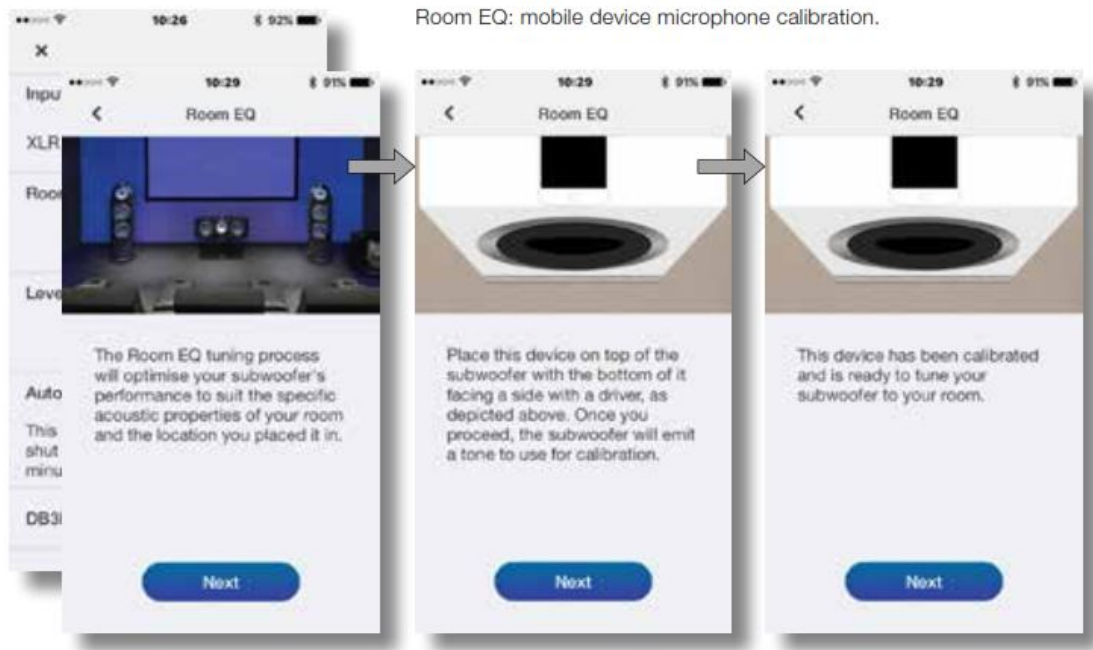 Room EQ: mobile device microphone calibration.
10:26
92%
Inpu
XLR
Roor
Leve
Auto
This
shut
minu
DB3
10:29
91%
Room EQ
The Room EQ tuning process
will optimise your subwoofer's
performance to suit the specific
acoustic properties of your room
and the location you placed it in.
Next
10:29
91%
Room EQ
Place this device on top of the
subwoofer with the bottom of it
facing a side with a driver, as
depicted above. Once you
proceed, the subwoofer will emit
a tone to use for calibration.
Next
10:29
91%
Room EQ
This device has been calibrated
and is ready to tune your
subwoofer to your room.
Next